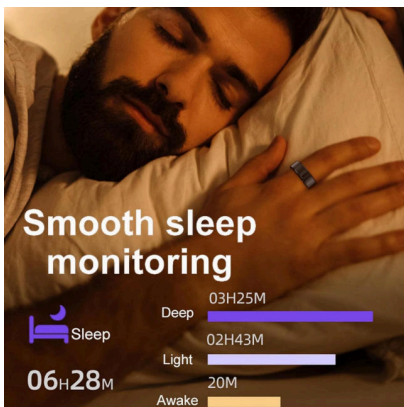 Smooth sleep
monitoring
03H25M
Deep
Sleep
02H43M
Light
06H28M
20M
Awake